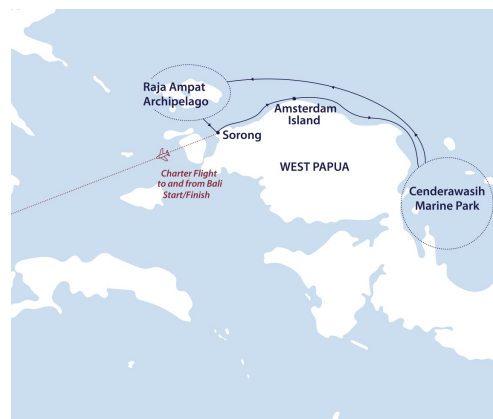 Raja Ampat
Archipelago
Amsterdam
Island
Sorong
WEST PAPUA
Charter Flight
to and from Bali
Start/Finish
Cenderawasih
Marine Park